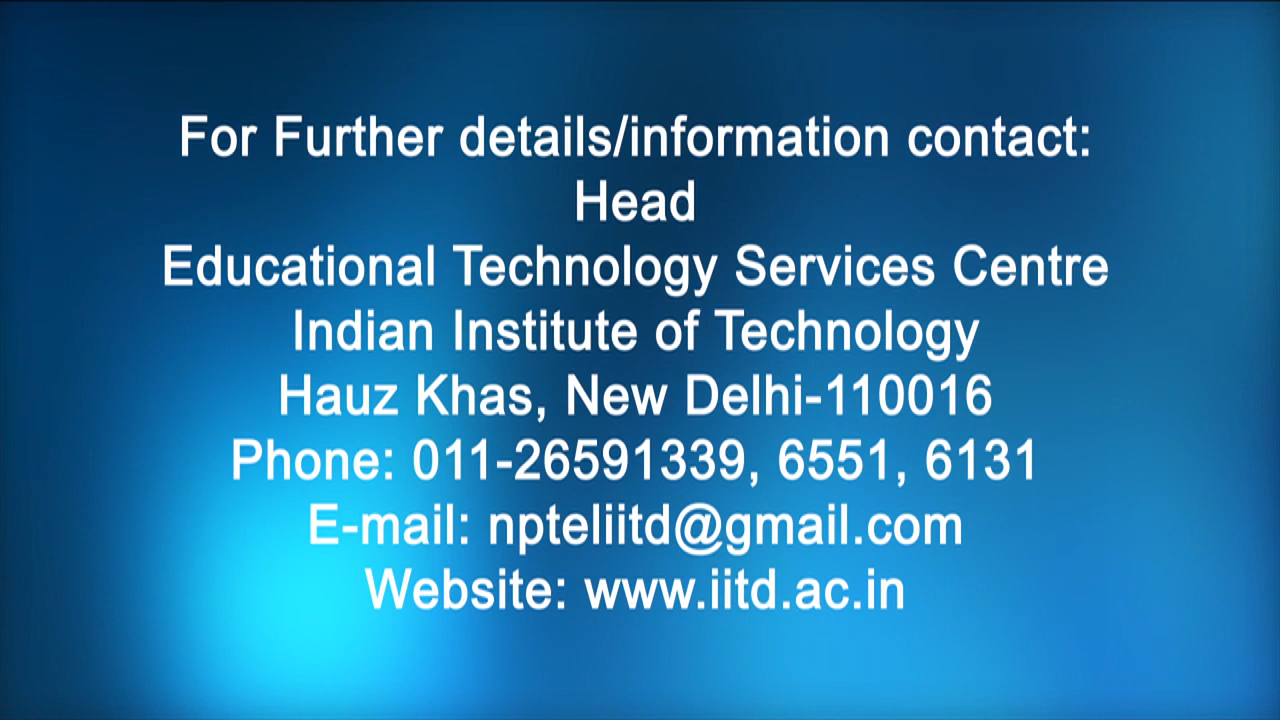 For Further details/information contact:
Head
Educational Technology Services Centre
Indian Institute of Technology
Hauz Khas, New Delhi-110016
Phone: 011-26591339, 6551, 6131
E-mail: npteliitd@gmail.com
Website: www.iitd.ac.in